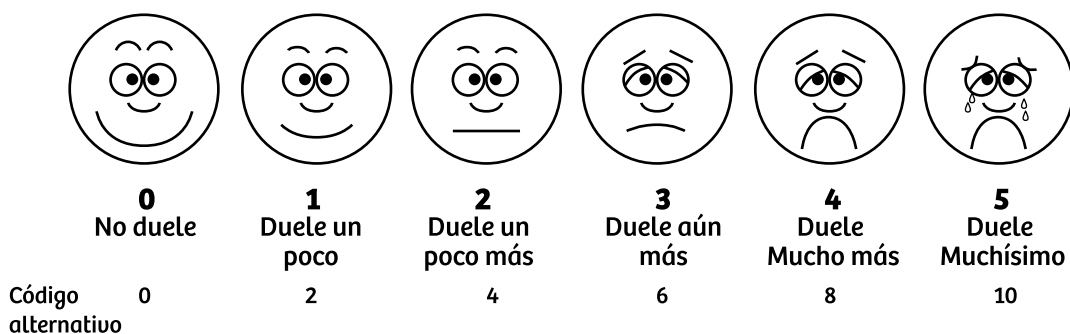 0 1 2 3 4 5
No duele Duele un Duele un Duele aún Duele Duele
poco poco más más Mucho más Muchísimo
Código 0 2 4 6 8 10
alternativo